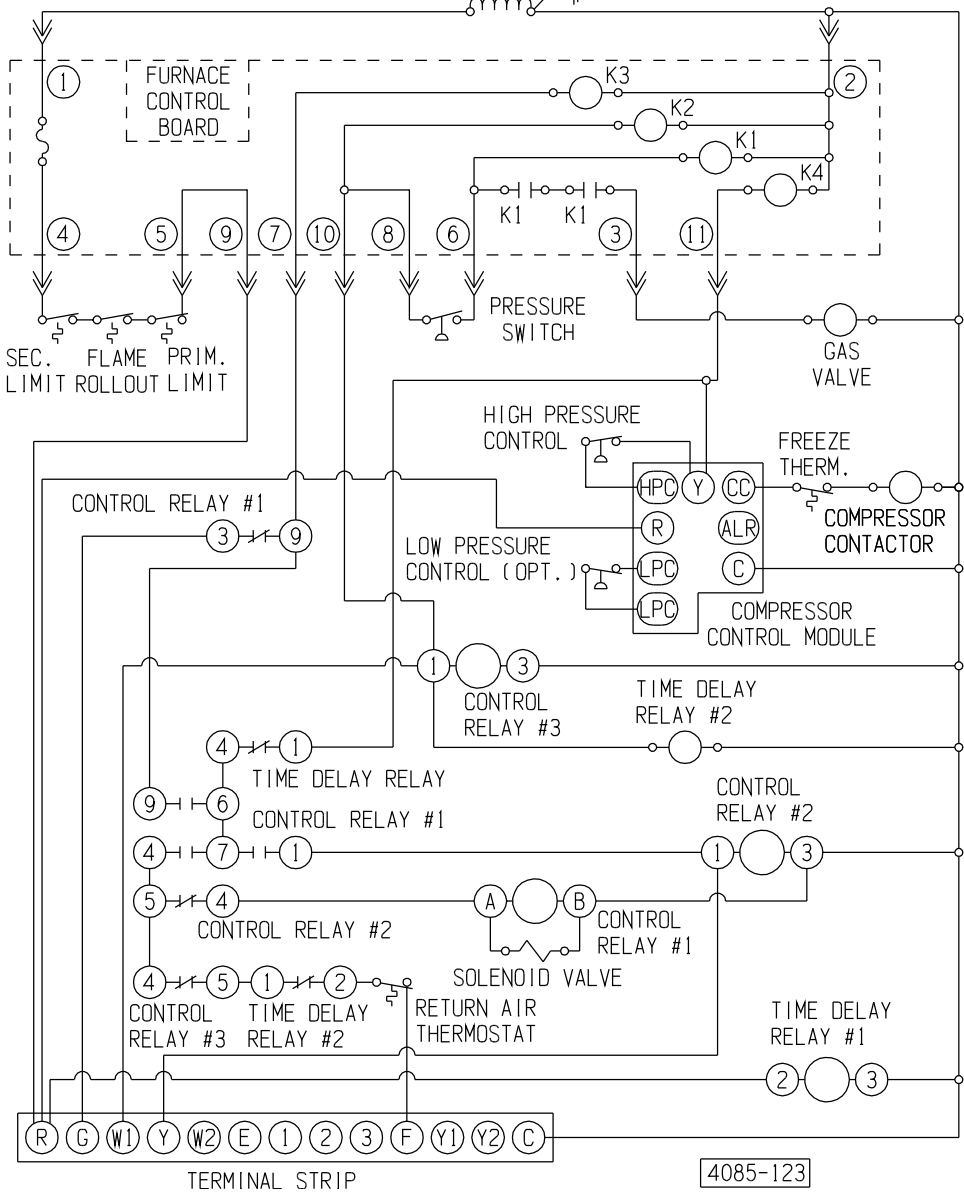 1
FURNACE
CONTROL
BOARD
K3
2
K2
K1
K4
K1 K1
4 5 9 7 10 8 6 3 11
PRESSURE
SWITCH
SEC. FLAME PRIM.
LIMIT ROLLOUT LIMIT
GAS
VALVE
HIGH PRESSURE
CONTROL
FREEZE
THERM.
HPC Y CC
CONTROL RELAY #1
3 9
R ALR
COMPRESSOR
CONTACTOR
LOW PRESSURE
CONTROL (OPT.)
LPC C
LPC
COMPRESSOR
CONTROL MODULE
1 3
CONTROL
RELAY #3
TIME DELAY
RELAY #2
4 1
TIME DELAY RELAY
9 6
CONTROL RELAY #1
CONTROL
RELAY #2
4 7 1 1 3
5 4 A B
CONTROL RELAY #2
CONTROL
RELAY #1
SOLENOID VALVE
4 5 1 2
CONTROL
RELAY #3
TIME DELAY
RELAY #2
RETURN AIR
THERMOSTAT
TIME DELAY
RELAY #1
2 3
R G W1 Y W2 E 1 2 3 F Y1 Y2 C
TERMINAL STRIP
4085-123